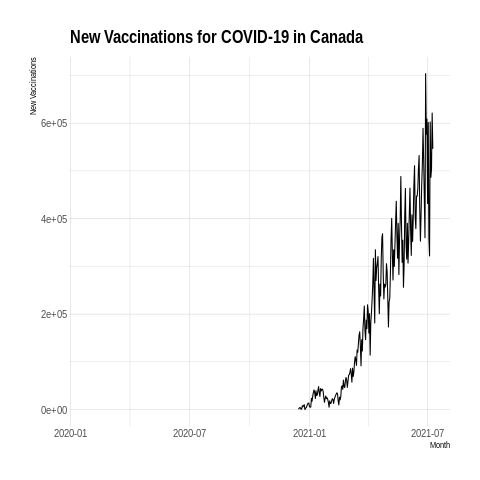 New Vaccinations for COVID-19 in Canada
New Vaccinations
6e+05
4e+05
2e+05
0e+00
2020-01 2020-07 2021-01 2021-07
Month